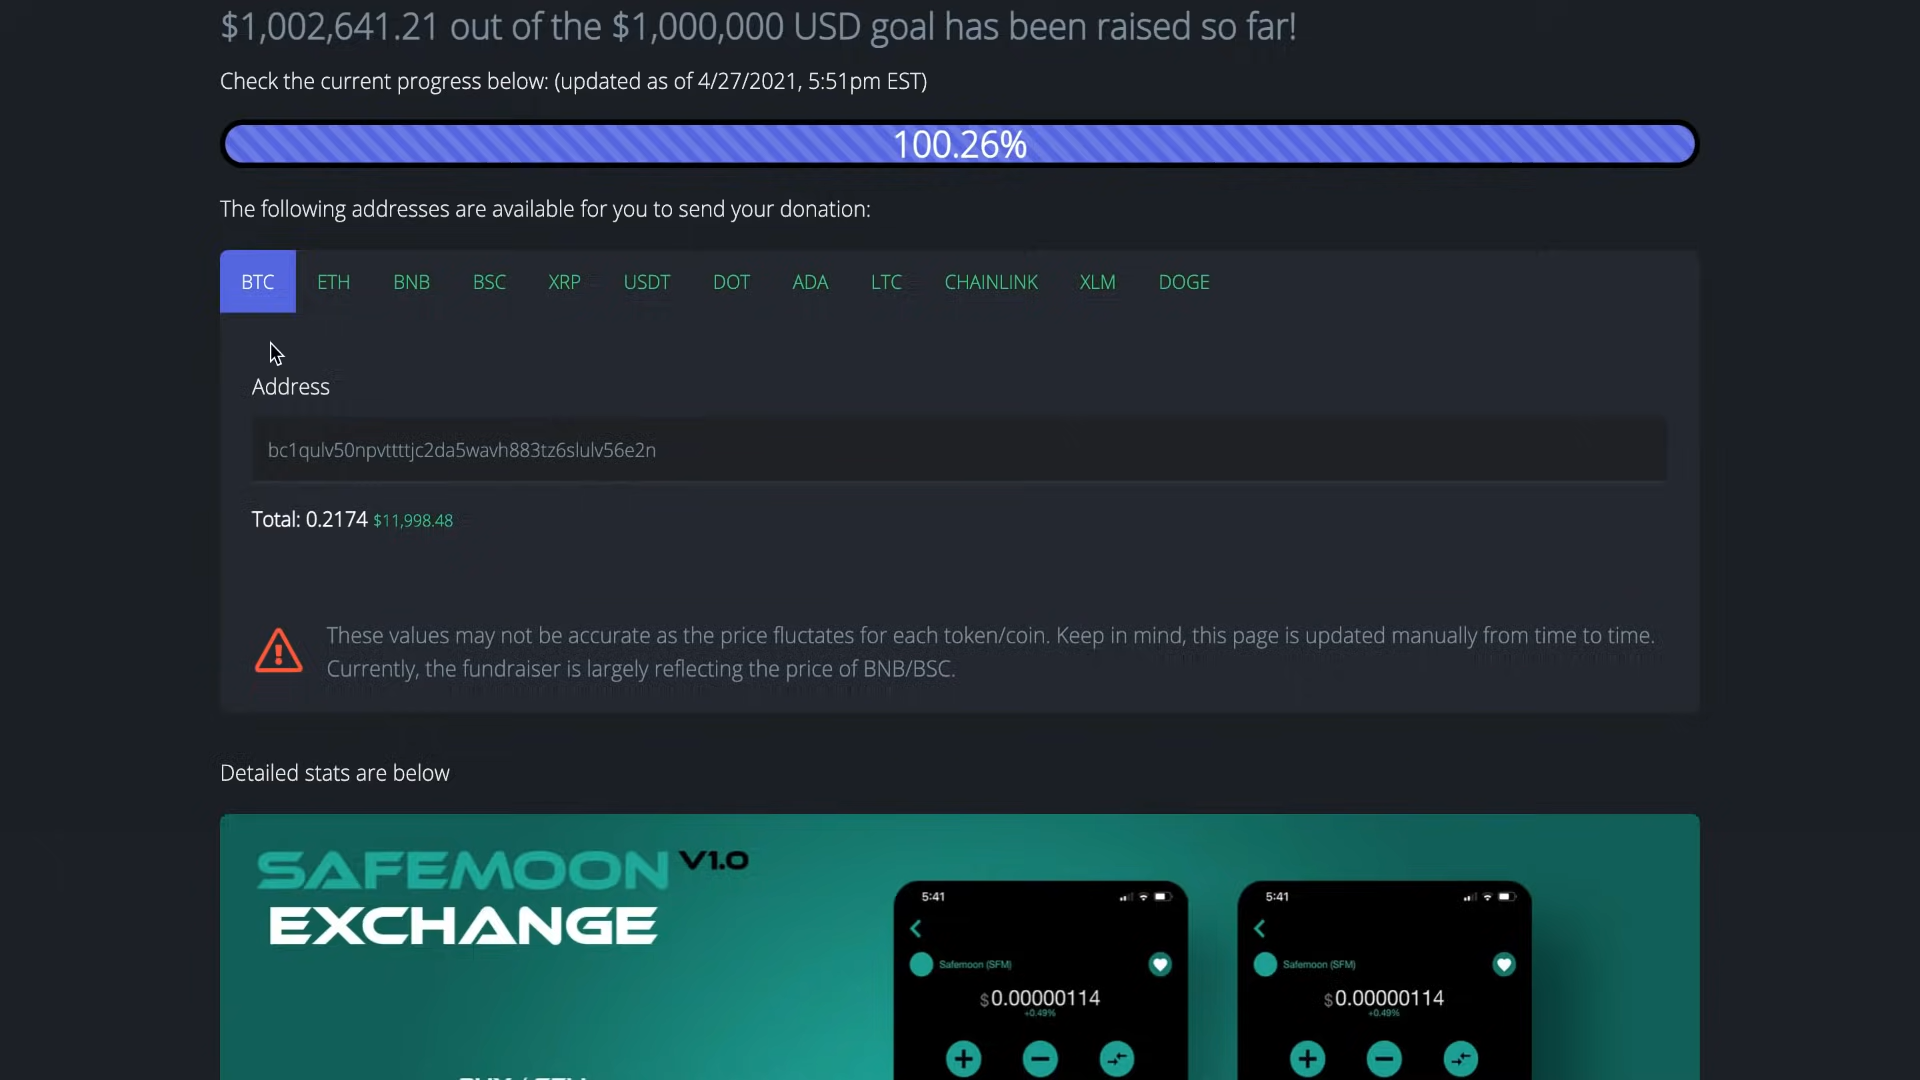 $1,002,641.21 out of the $1,000,000 USD goal has been raised so far!
Check the current progress below: (updated as of 4/27/2021, 5:51pm EST)
100.26%
The following addresses are available for you to send your donation:
BTC ETH BNB BSC XRP USDT DOT ADA LTC CHAINLINK XLM DOGE
Address
bc1qulv50npvttttjc2da5wavh883tz6slulv56e2n
Total: 0.2174 $11,998.48
These values may not be accurate as the price fluctates for each token/coin. Keep in mind, this page is updated manually from time to time.
Currently, the fundraiser is largely reflecting the price of BNB/BSC.
Detailed stats are below
SAFEMOON V1.0
EXCHANGE
5:41 5:41
Safemoon (SFM) Safemoon (SFM)
$0.00000114 $0.00000114
+0.49% +0.49%